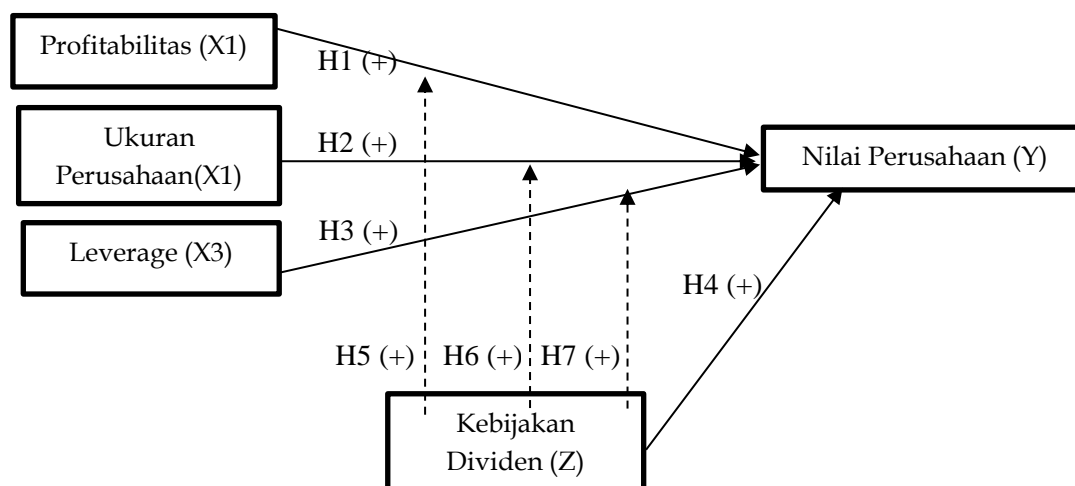 Profitabilitas (X1)
H1 (+)
Ukuran
Perusahaan(X1)
H2 (+)
Nilai Perusahaan (Y)
Leverage (X3)
H3 (+)
H4 (+)
H5 (+)
H6 (+)
H7 (+)
Kebijakan
Dividen (Z)